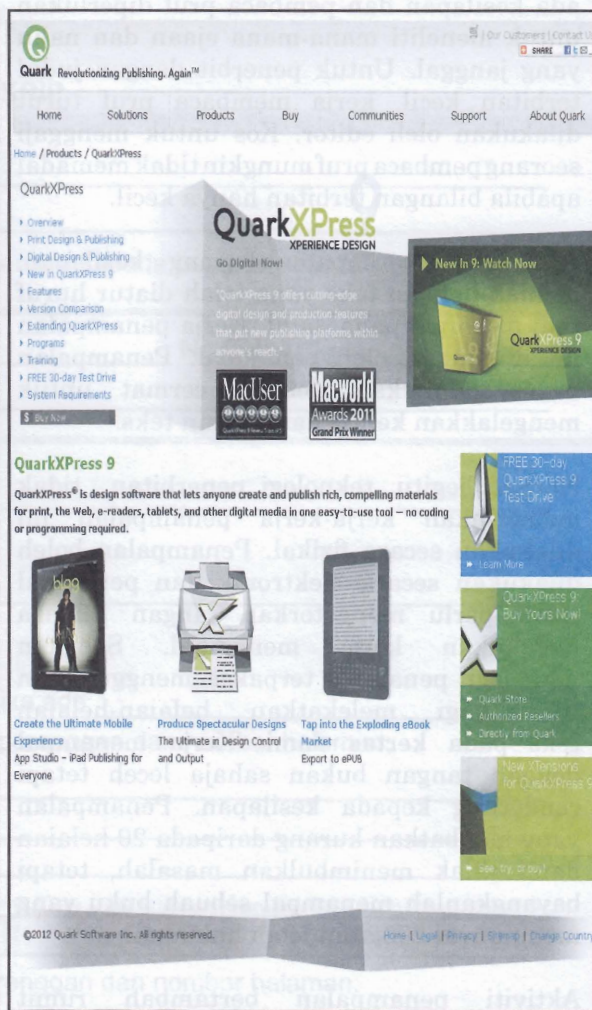 Our Customers | Contact Us
SHARE
Quark Revolutionizing Publishing. Again™
Home Solutions Products Buy Communities Support About Quark
Home / Products / QuarkXPress
QuarkXPress
Overview
Print Design & Publishing
Digital Design & Publishing
New in QuarkXPress 9
Features
Version Comparison
Extending QuarkXPress
Programs
Training
FREE 30-day Test Drive
System Requirements
$ Buy Now
QuarkXPress
XPERIENCE DESIGN
Go Digital Now!
"QuarkXPress 9 offers cutting-edge
digital design and production features
that put new publishing platforms within
anyone's reach."
MacUser
Macworld
Awards 2011
Grand Prix Winner
New In 9: Watch Now
QuarkXPress 9
XPERIENCE DESIGN
QuarkXPress 9
QuarkXPress® is design software that lets anyone create and publish rich, compelling materials
for print, the Web, e-readers, tablets, and other digital media in one easy-to-use tool — no coding
or programming required.
blog
Create the Ultimate Mobile
Experience
App Studio – iPad Publishing for
Everyone
Produce Spectacular Designs
The Ultimate in Design Control
and Output
Tap into the Exploding eBook
Market
Export to ePUB
FREE 30-day
QuarkXPress 9
Test Drive
Learn More
QuarkXPress 9:
Buy Yours Now!
Quark Store
Authorized Resellers
Directly from Quark
New XTensions
for QuarkXPress 9
See, try, or buy!
©2012 Quark Software Inc. All rights reserved.
Home | Legal | Privacy | Sitemap | Change Country